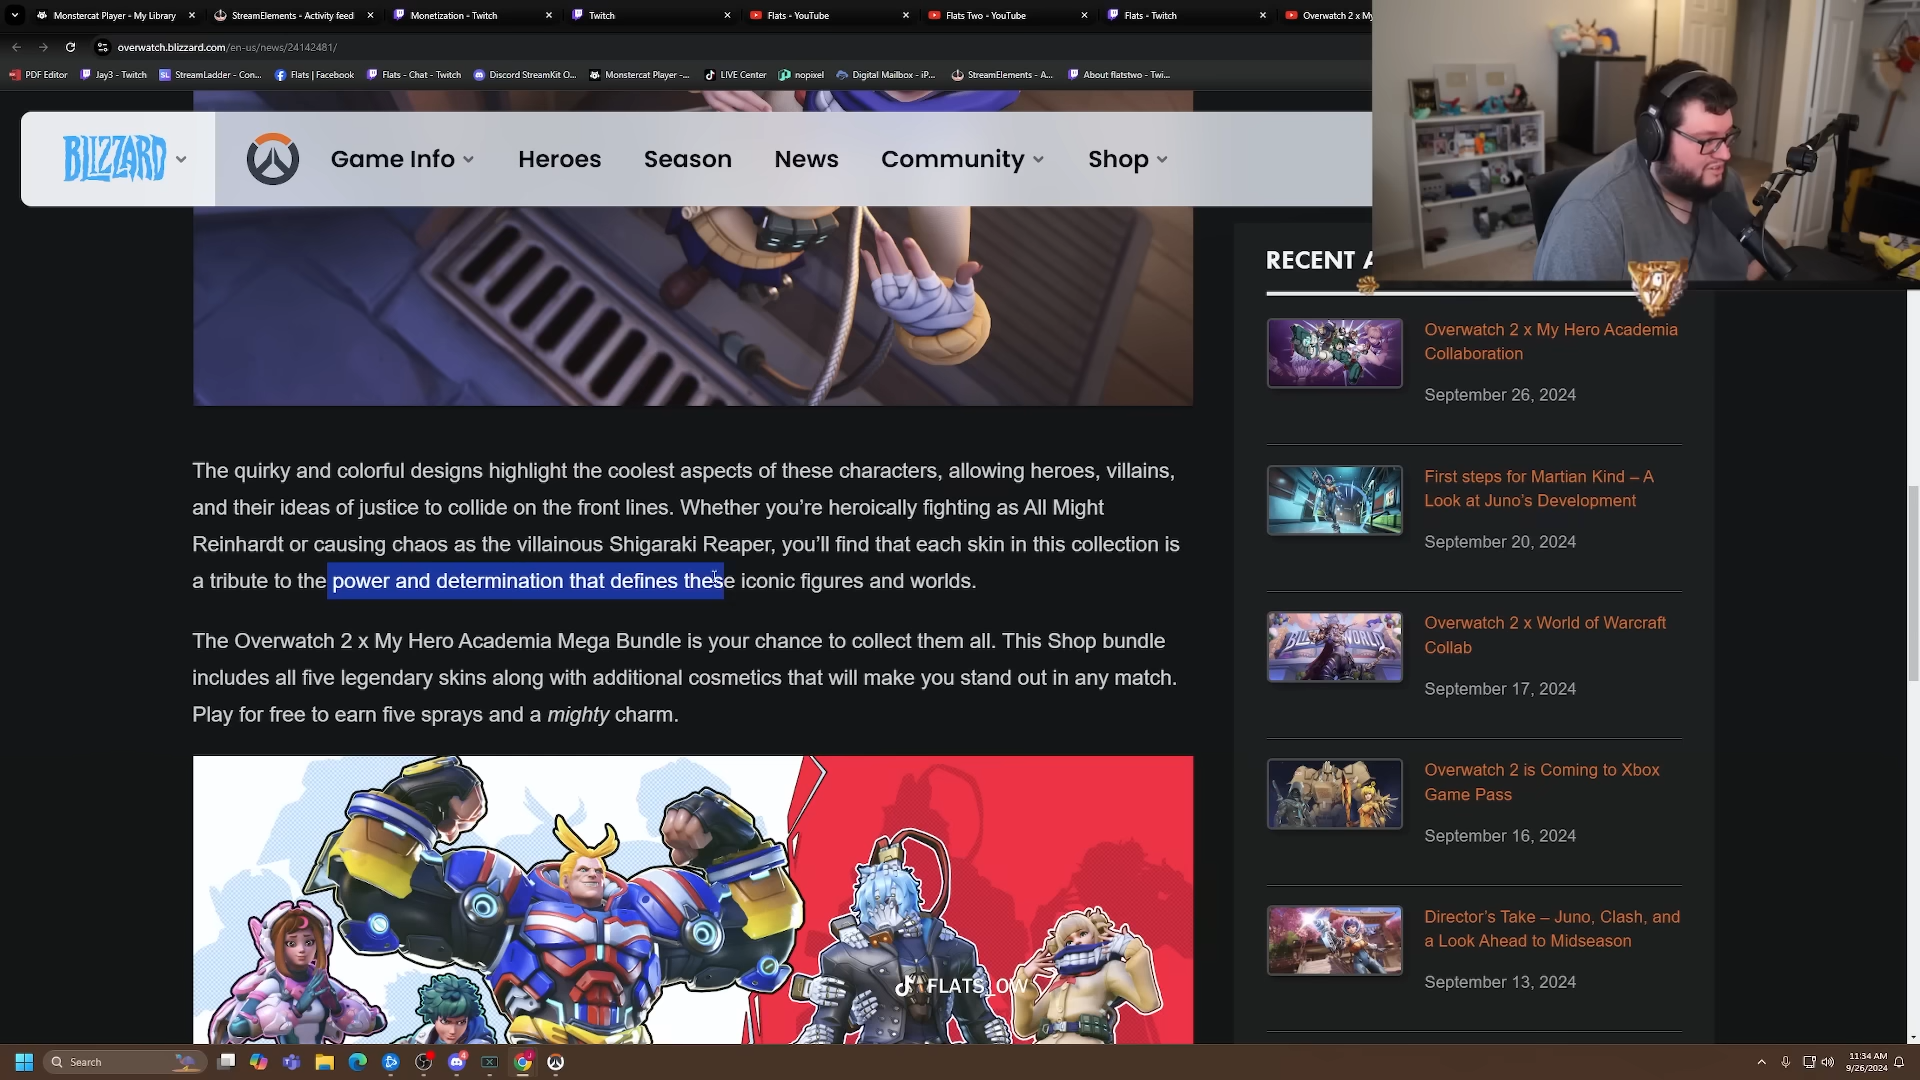 Monstercat Player - My Library
StreamElements - Activity feed
Monetization - Twitch
Twitch
Flats - YouTube
Flats Two - YouTube
Flats - Twitch
Overwatch 2 x My
overwatch.blizzard.com/en-us/news/24142481/
PDF Editor
Jay3 - Twitch
StreamLadder - Con...
Flats | Facebook
Flats - Chat - Twitch
Discord StreamKit O...
Monstercat Player -...
LIVE Center
nopixel
Digital Mailbox - iP...
StreamElements - A...
About flatstwo - Twi...
BLIZZARD
Game Info
Heroes
Season
News
Community
Shop
The quirky and colorful designs highlight the coolest aspects of these characters, allowing heroes, villains,
and their ideas of justice to collide on the front lines. Whether you're heroically fighting as All Might
Reinhardt or causing chaos as the villainous Shigaraki Reaper, you'll find that each skin in this collection is
a tribute to the power and determination that defines these iconic figures and worlds.
The Overwatch 2 x My Hero Academia Mega Bundle is your chance to collect them all. This Shop bundle
includes all five legendary skins along with additional cosmetics that will make you stand out in any match.
Play for free to earn five sprays and a mighty charm.
FLATS_OW
RECENT
Overwatch 2 x My Hero Academia
Collaboration
September 26, 2024
First steps for Martian Kind – A
Look at Juno's Development
September 20, 2024
BLIZZ WORLD
Overwatch 2 x World of Warcraft
Collab
September 17, 2024
Overwatch 2 is Coming to Xbox
Game Pass
September 16, 2024
Director's Take – Juno, Clash, and
a Look Ahead to Midseason
September 13, 2024
Search
11:34 AM
9/26/2024